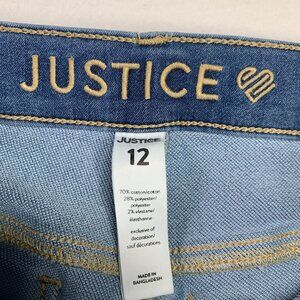 JUSTICE
JUSTICE
12
70% cotton/coton
28% polyester/
polyester
2% elastane/
élasthanne
exclusive of
decoration/
sauf décorations
MADE IN
BANGLADESH